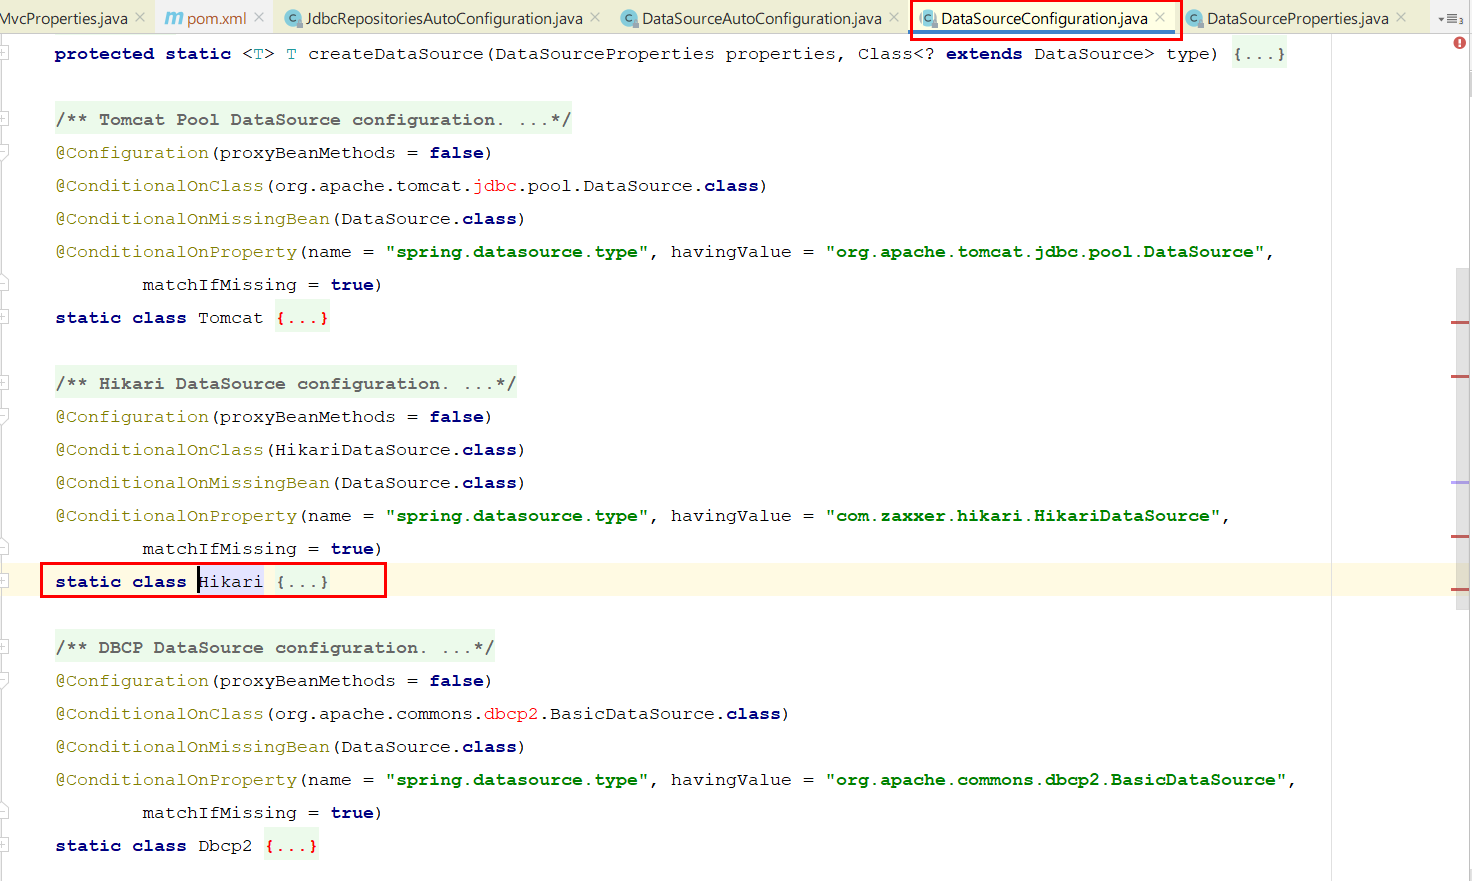 MvcProperties.java pom.xml JdbcRepositoriesAutoConfiguration.java DataSourceAutoConfiguration.java DataSourceConfiguration.java DataSourceProperties.java 3
protected static <T> T createDataSource(DataSourceProperties properties, Class<? extends DataSource> type) {...}
/** Tomcat Pool DataSource configuration. ...*/
@Configuration(proxyBeanMethods = false)
@ConditionalOnClass(org.apache.tomcat.jdbc.pool.DataSource.class)
@ConditionalOnMissingBean(DataSource.class)
@ConditionalOnProperty(name = "spring.datasource.type", havingValue = "org.apache.tomcat.jdbc.pool.DataSource",
matchIfMissing = true)
static class Tomcat {...}
/** Hikari DataSource configuration. ...*/
@Configuration(proxyBeanMethods = false)
@ConditionalOnClass(HikariDataSource.class)
@ConditionalOnMissingBean(DataSource.class)
@ConditionalOnProperty(name = "spring.datasource.type", havingValue = "com.zaxxer.hikari.HikariDataSource",
matchIfMissing = true)
static class Hikari {...}
/** DBCP DataSource configuration. ...*/
@Configuration(proxyBeanMethods = false)
@ConditionalOnClass(org.apache.commons.dbcp2.BasicDataSource.class)
@ConditionalOnMissingBean(DataSource.class)
@ConditionalOnProperty(name = "spring.datasource.type", havingValue = "org.apache.commons.dbcp2.BasicDataSource",
matchIfMissing = true)
static class Dbcp2 {...}